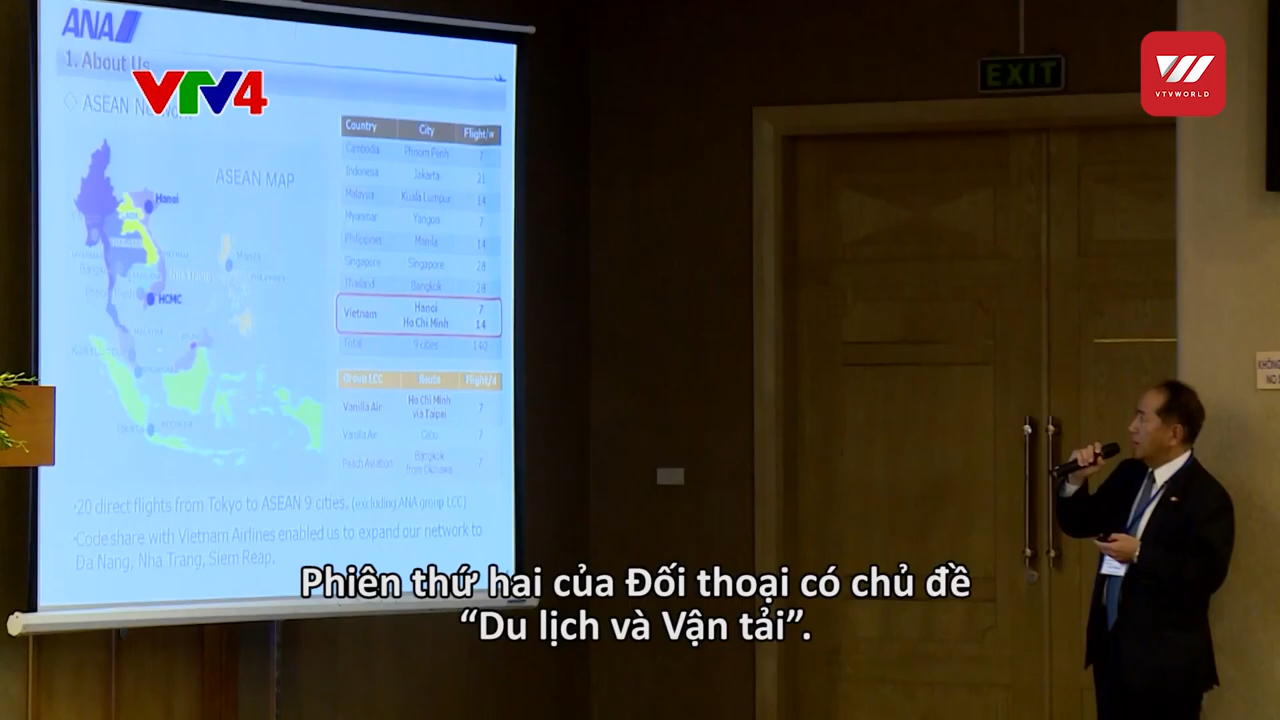 ANA
1. About Us
VTV4
VTVWORLD
EXIT
ASEAN
ASEAN MAP
Hanoi
HCMC
Country City Flight/w
Cambodia Phnom Penh 7
Indonesia Jakarta 21
Malaysia Kuala Lumpur 14
Myanmar Yangon 7
Philippines Manila 14
Singapore Singapore 28
Thailand Bangkok 28
Vietnam Hanoi 7
Ho Chi Minh 14
Total 9 cities 140
Group LCC Route Flight/d
Vanilla Air Ho Chi Minh 7
via Taipei
Vanilla Air Cebu 7
Peach Aviation Bangkok 7
from Okinawa
·20 direct flights from Tokyo to ASEAN 9 cities. (excluding ANA group LCC)
·Code share with Vietnam Airlines enabled us to expand our network to
Da Nang, Nha Trang, Siem Reap.
Phiên thứ hai của Đối thoại có chủ đề
“Du lịch và Vận tải”.